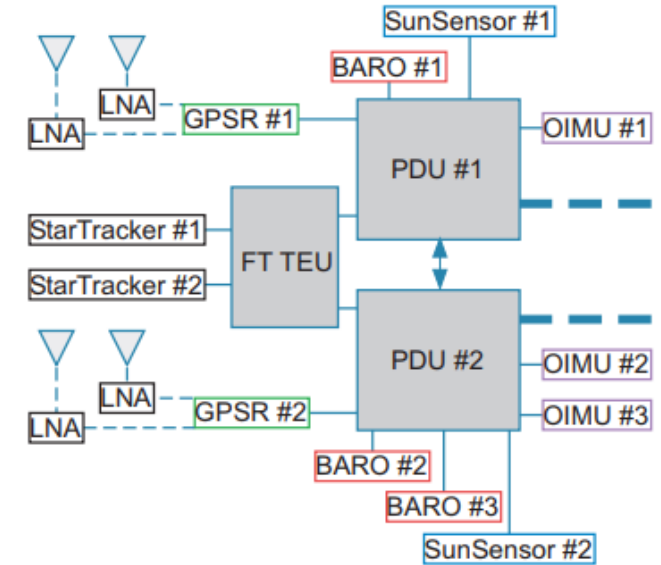 SunSensor #1
BARO #1
LNA
GPSR #1
OIMU #1
LNA
PDU #1
StarTracker #1
FT TEU
StarTracker #2
PDU #2
OIMU #2
LNA
GPSR #2
OIMU #3
LNA
BARO #2
BARO #3
SunSensor #2